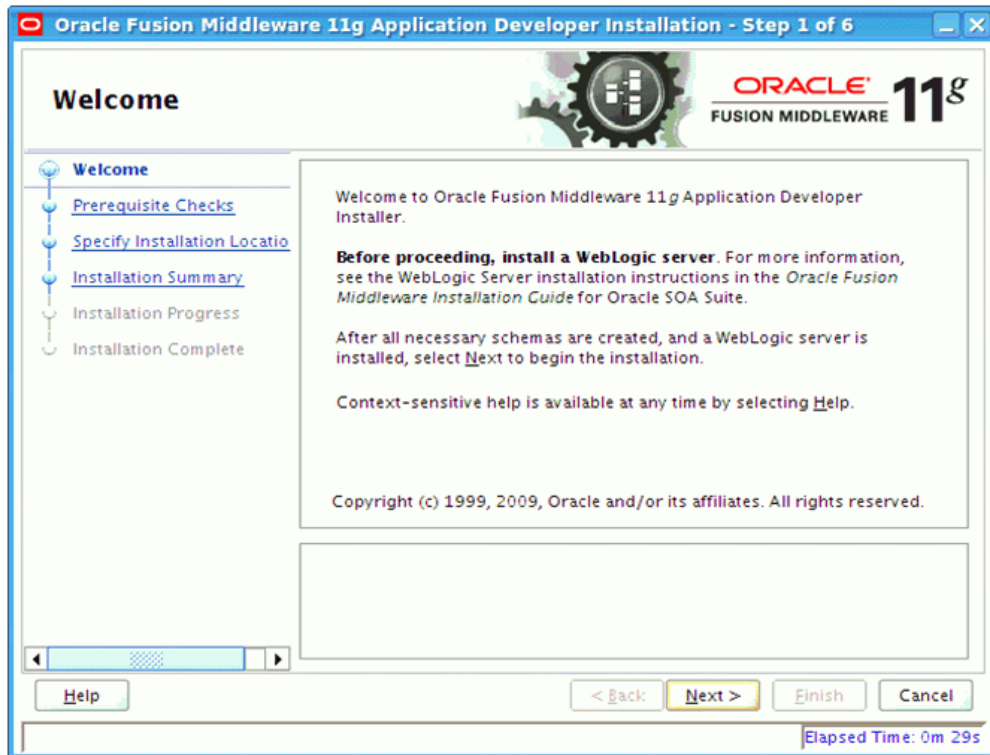 Oracle Fusion Middleware 11g Application Developer Installation - Step 1 of 6
Welcome
ORACLE
FUSION MIDDLEWARE
11g
Welcome
Prerequisite Checks
Specify Installation Locatio
Installation Summary
Installation Progress
Installation Complete
Welcome to Oracle Fusion Middleware 11g Application Developer
Installer.
Before proceeding, install a WebLogic server. For more information,
see the WebLogic Server installation instructions in the Oracle Fusion
Middleware Installation Guide for Oracle SOA Suite.
After all necessary schemas are created, and a WebLogic server is
installed, select Next to begin the installation.
Context-sensitive help is available at any time by selecting Help.
Copyright (c) 1999, 2009, Oracle and/or its affiliates. All rights reserved.
Help
< Back
Next >
Finish
Cancel
Elapsed Time: 0m 29s